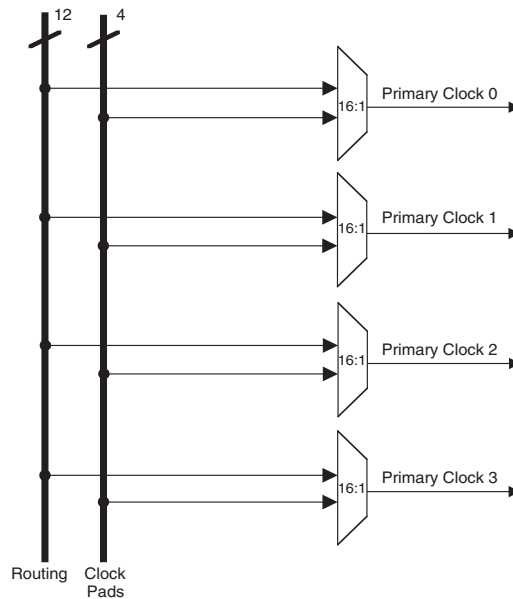 12
4
16:1
Primary Clock 0
16:1
Primary Clock 1
16:1
Primary Clock 2
16:1
Primary Clock 3
Routing
Clock
Pads